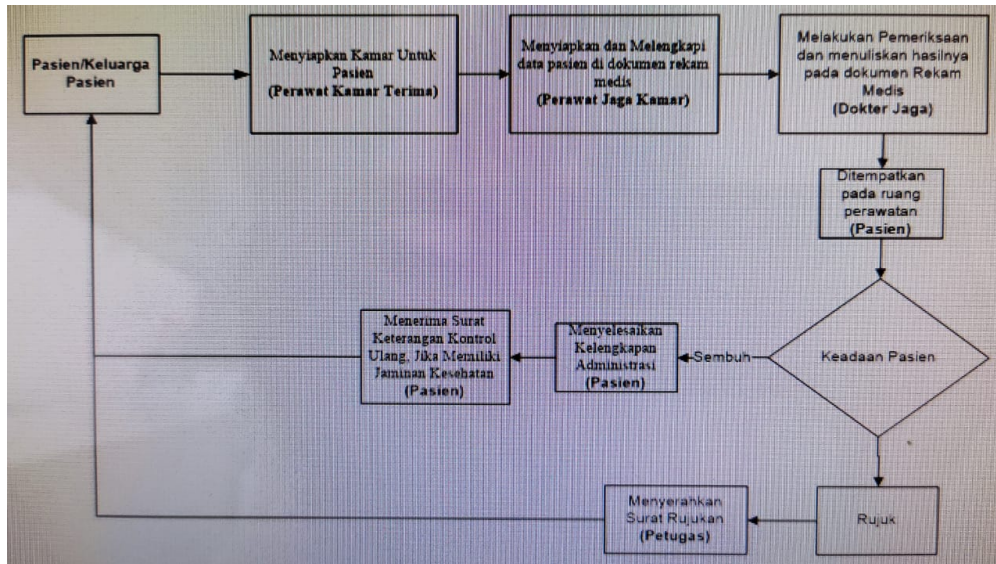 Pasien/Keluarga
Pasien
Menyiapkan Kamar Untuk
Pasien
(Perawat Kamar Terima)
Menyiapkan dan Melengkapi
data pasien di dokumen rekam
medis
(Perawat Jaga Kamar)
Melakukan Pemeriksaan
dan menuliskan hasilnya
pada dokumen Rekam
Medis
(Dokter Jaga)
Ditempatkan
pada ruang
perawatan
(Pasien)
Keadaan Pasien
Sembuh
Menyelesaikan
Kelengkapan
Administrasi
(Pasien)
Menerima Surat
Keterangan Kontrol
Ulang, Jika Memiliki
Jaminan Kesehatan
(Pasien)
Rujuk
Menyerahkan
Surat Rujukan
(Petugas)